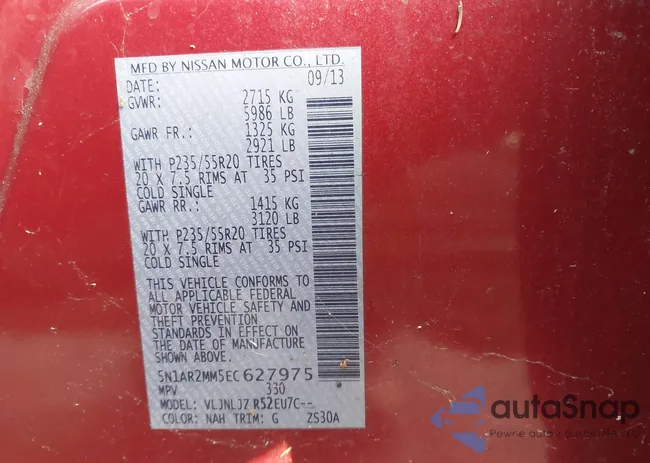 MFD BY NISSAN MOTOR CO., LTD.
DATE: 09/13
GVWR: 2715 KG
5986 LB
GAWR FR.: 1325 KG
2921 LB
WITH P235/55R20 TIRES
20 X 7.5 RIMS AT 35 PSI
COLD SINGLE
GAWR RR.: 1415 KG
3120 LB
WITH P235/55R20 TIRES
20 X 7.5 RIMS AT 35 PSI
COLD SINGLE
THIS VEHICLE CONFORMS TO
ALL APPLICABLE FEDERAL
MOTOR VEHICLE SAFETY AND
THEFT PREVENTION
STANDARDS IN EFFECT ON
THE DATE OF MANUFACTURE
SHOWN ABOVE.
5N1AR2MM5EC627975
MPV 330
MODEL: VLJNLJZ R52EU7C--
COLOR: NAH TRIM: G ZS30A
autoSnap
Pewne auto z